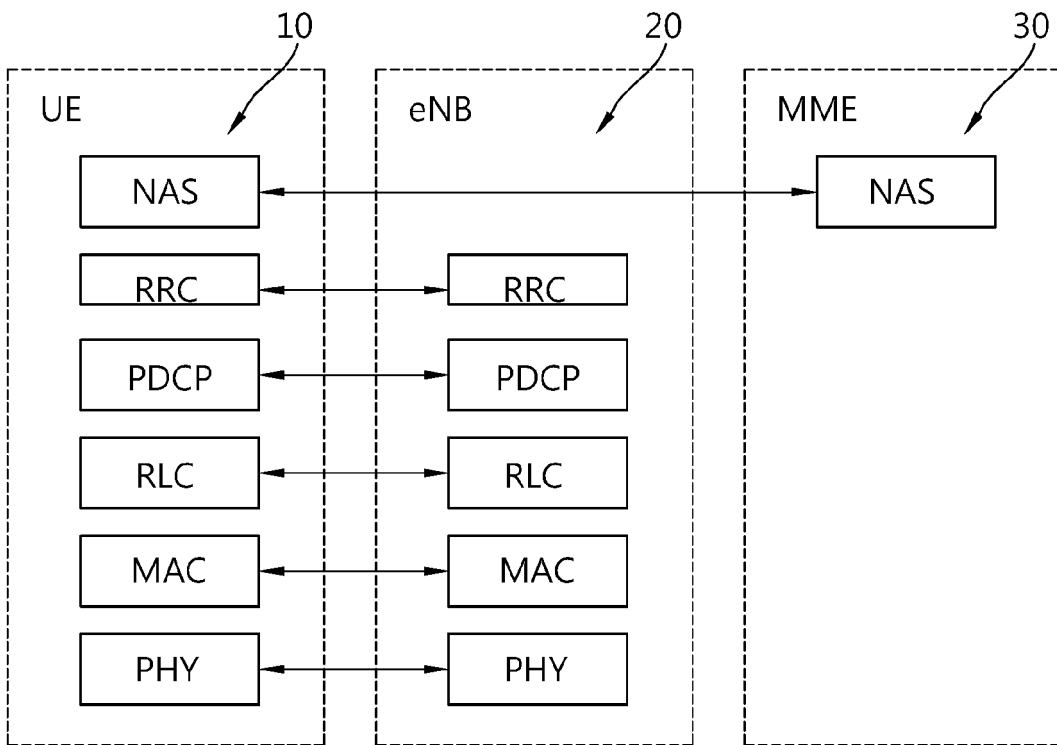 10 20 30
UE eNB MME
NAS NAS
RRC RRC
PDCP PDCP
RLC RLC
MAC MAC
PHY PHY